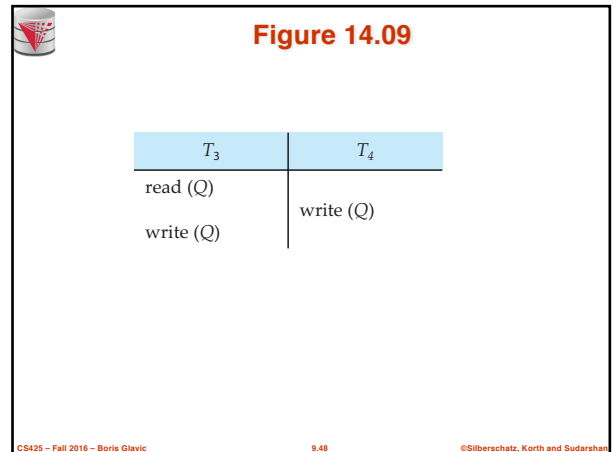 Figure 14.09
T3 T4
read (Q)
write (Q)
write (Q)
CS425 – Fall 2016 – Boris Glavic 9.48 ©Silberschatz, Korth and Sudarshan